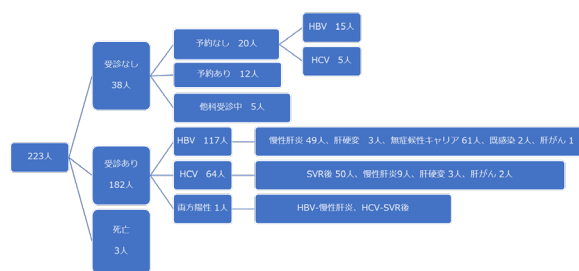 223人
受診なし
38人
予約なし 20人
HBV 15人
HCV 5人
予約あり 12人
他科受診中 5人
受診あり
182人
HBV 117人
慢性肝炎 49人、肝硬変 3人、無症候性キャリア 61人、既感染 2人、肝がん 1
HCV 64人
SVR後 50人、慢性肝炎9人、肝硬変 3人、肝がん 2人
両方陽性 1人
HBV-慢性肝炎、HCV-SVR後
死亡
3人